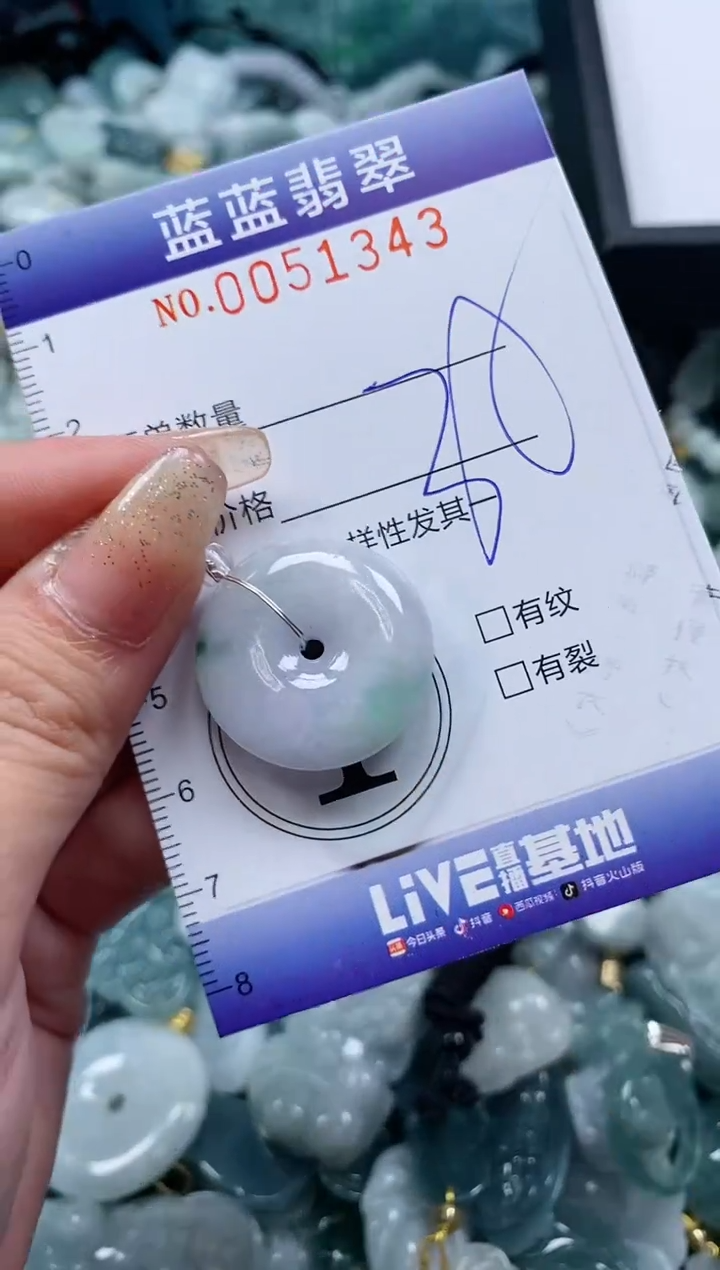 蓝蓝翡翠
NO.0051343
0
1
2
单数量
价格
样性发其
5
有纹
有裂
6
7
8
LiVE直播基地
今日头条 抖音 西瓜视频 抖音火山版